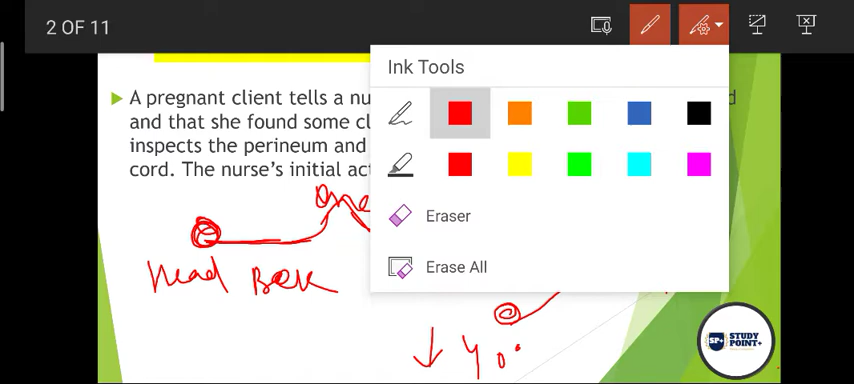 2 OF 11
Ink Tools
A pregnant client tells a nu
and that she found some cl
inspects the perineum and
cord. The nurse's initial act
Eraser
Erase All
Head
↓ 40°
SP+ STUDY
POINT+